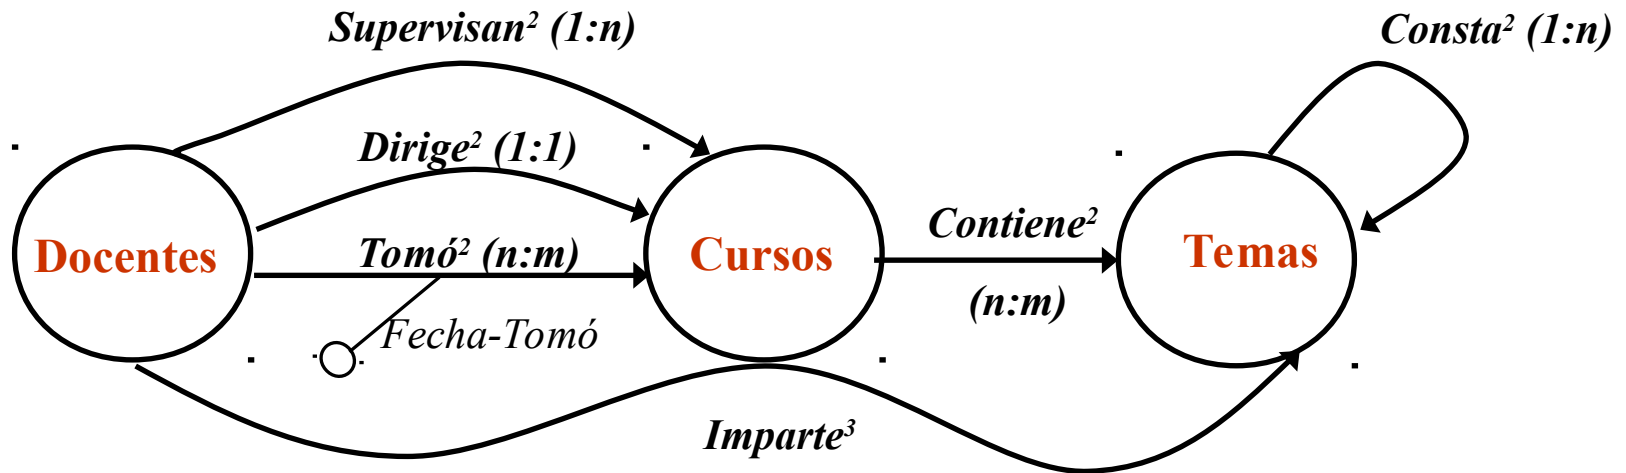 Supervisan² (1:n)
Consta² (1:n)
Dirige² (1:1)
Docentes
Tomó² (n:m)
Cursos
Contiene²
(n:m)
Temas
Fecha-Tomó
Imparte³